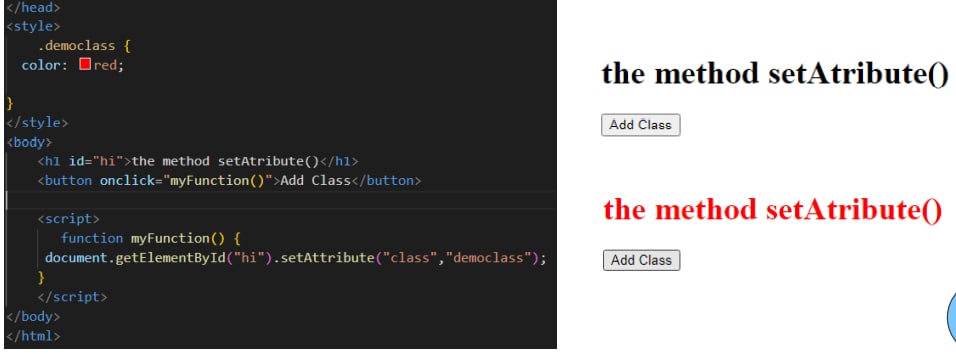 </head>
<style>
.democlass {
color: red;
}
</style>
<body>
<h1 id="hi">the method setAtribute()</h1>
<button onclick="myFunction()">Add Class</button>
<script>
function myFunction() {
document.getElementById("hi").setAttribute("class","democlass");
}
</script>
</body>
</html>
the method setAtribute()
Add Class
the method setAtribute()
Add Class